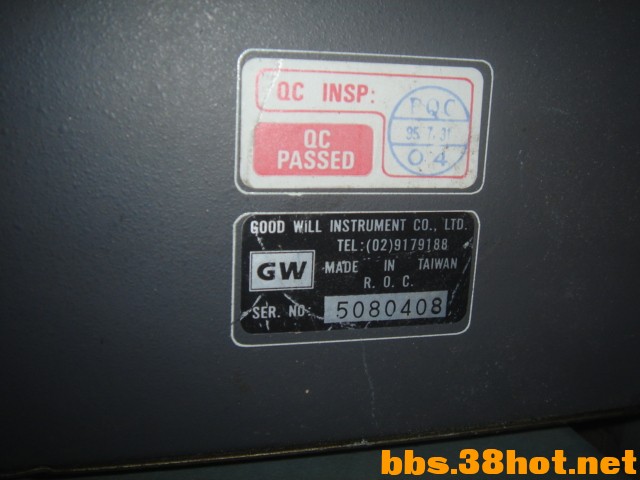 QC INSP:
QC
PASSED
PQC
95. 7. 31
04
GOOD WILL INSTRUMENT CO., LTD.
TEL:(02)9179188
GW
MADE IN TAIWAN
R. O. C.
SER. NO: 5080408
bbs.38hot.net